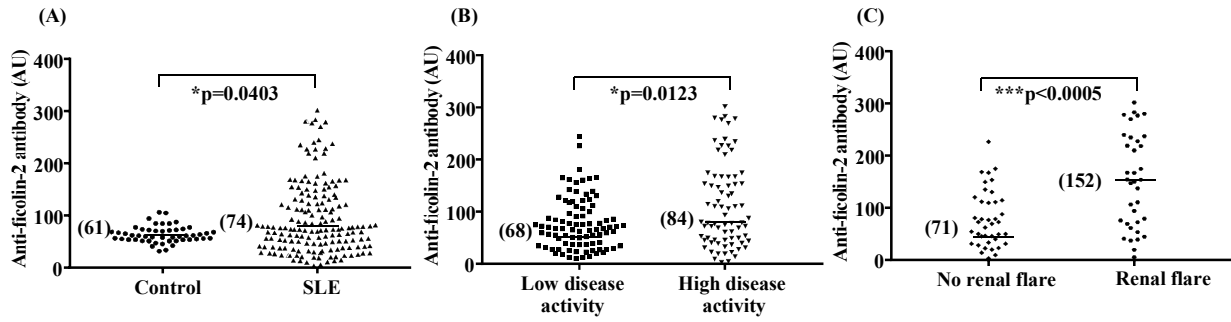 (A)
Anti-ficolin-2 antibody (AU)
400
300
200
100
0
*p=0.0403
(61)
(74)
Control
SLE
(B)
Anti-ficolin-2 antibody (AU)
400
300
200
100
0
*p=0.0123
(68)
(84)
Low disease
activity
High disease
activity
(C)
Anti-ficolin-2 antibody (AU)
400
300
200
100
0
***p<0.0005
(71)
(152)
No renal flare
Renal flare